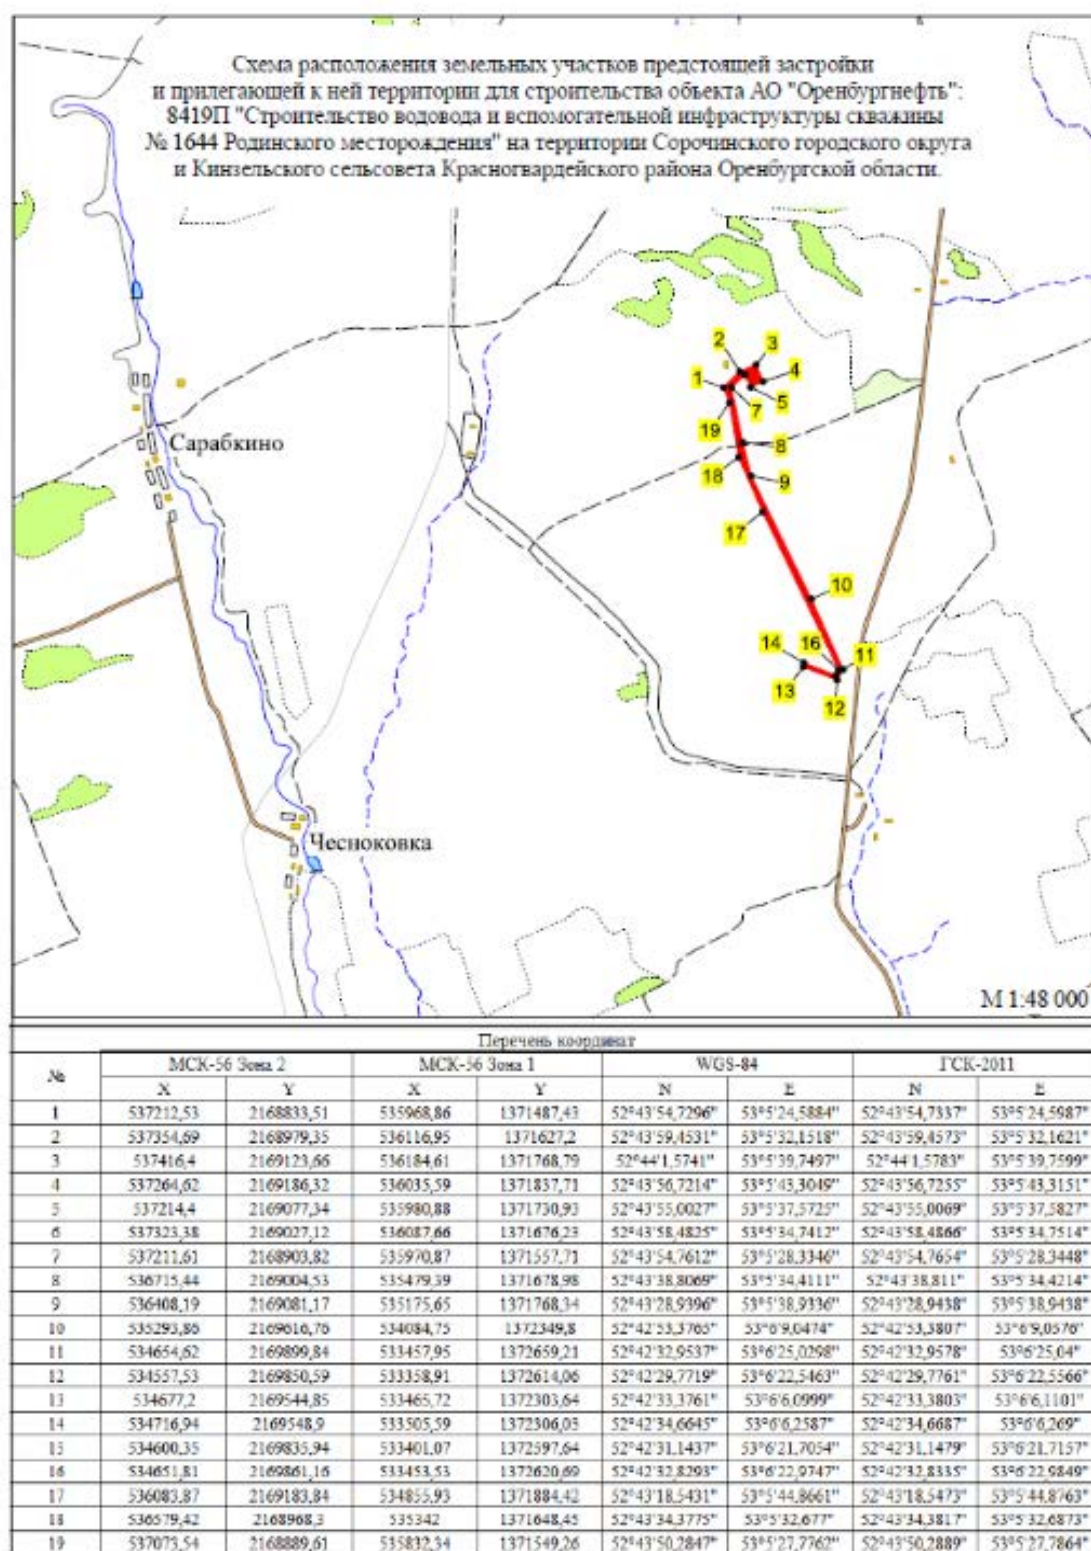 Схема расположения земельных участков предстоящей застройки
и прилегающей к ней территории для строительства объекта АО "Оренбургнефть":
8419П "Строительство водовода и вспомогательной инфраструктуры скважины
№ 1644 Родинского месторождения" на территории Сорочинского городского округа
и Кинзельского сельсовета Красногвардейского района Оренбургской области.
2
3
1
4
7
5
19
8
18
9
17
10
14
16
11
13
12
Сарабкино
Чесноковка
М 1:48 000
Перечень координат
№ МСК-56 Зона 2 МСК-56 Зона 1 WGS-84 ГСК-2011
X Y X Y N E N E
1 537212,53 2168833,51 535968,86 1371487,43 52°43'54,7296" 53°5'24,5884" 52°43'54,7337" 53°5'24,5987"
2 537354,69 2168979,35 536116,95 1371627,2 52°43'59,4531" 53°5'32,1518" 52°43'59,4573" 53°5'32,1621"
3 537416,4 2169123,66 536184,61 1371768,79 52°44'1,5741" 53°5'39,7497" 52°44'1,5783" 53°5'39,7599"
4 537264,62 2169186,32 536035,59 1371837,71 52°43'56,7214" 53°5'43,3049" 52°43'56,7255" 53°5'43,3151"
5 537214,4 2169077,34 535980,88 1371730,93 52°43'55,0027" 53°5'37,5725" 52°43'55,0069" 53°5'37,5827"
6 537323,38 2169027,12 536087,66 1371676,23 52°43'58,4825" 53°5'34,7412" 52°43'58,4866" 53°5'34,7514"
7 537211,61 2168903,82 535970,87 1371557,71 52°43'54,7612" 53°5'28,3346" 52°43'54,7654" 53°5'28,3448"
8 536715,44 2169004,53 535479,39 1371678,98 52°43'38,8069" 53°5'34,4111" 52°43'38,811" 53°5'34,4214"
9 536408,19 2169081,17 535175,65 1371768,34 52°43'28,9396" 53°5'38,9336" 52°43'28,9438" 53°5'38,9438"
10 535293,86 2169616,76 534084,75 1372349,8 52°42'53,3765" 53°6'9,0474" 52°42'53,3807" 53°6'9,0576"
11 534654,62 2169899,84 533457,95 1372659,21 52°42'32,9537" 53°6'25,0298" 52°42'32,9578" 53°6'25,04"
12 534557,53 2169850,59 533358,91 1372614,06 52°42'29,7719" 53°6'22,5463" 52°42'29,7761" 53°6'22,5566"
13 534677,2 2169544,85 533465,72 1372303,64 52°42'33,3761" 53°6'6,0999" 52°42'33,3803" 53°6'6,1101"
14 534716,94 2169548,9 533505,59 1372306,03 52°42'34,6645" 53°6'6,2587" 52°42'34,6687" 53°6'6,269"
15 534600,35 2169835,94 533401,07 1372597,64 52°42'31,1437" 53°6'21,7054" 52°42'31,1479" 53°6'21,7157"
16 534651,81 2169861,16 533453,53 1372620,69 52°42'32,8293" 53°6'22,9747" 52°42'32,8335" 53°6'22,9849"
17 536083,87 2169183,84 534855,93 1371884,42 52°43'18,5431" 53°5'44,8661" 52°43'18,5473" 53°5'44,8763"
18 536579,42 2168968,3 535342 1371648,45 52°43'34,3775" 53°5'32,677" 52°43'34,3817" 53°5'32,6873"
19 537073,54 2168889,61 535832,34 1371549,26 52°43'50,2847" 53°5'27,7762" 52°43'50,2889" 53°5'27,7864"